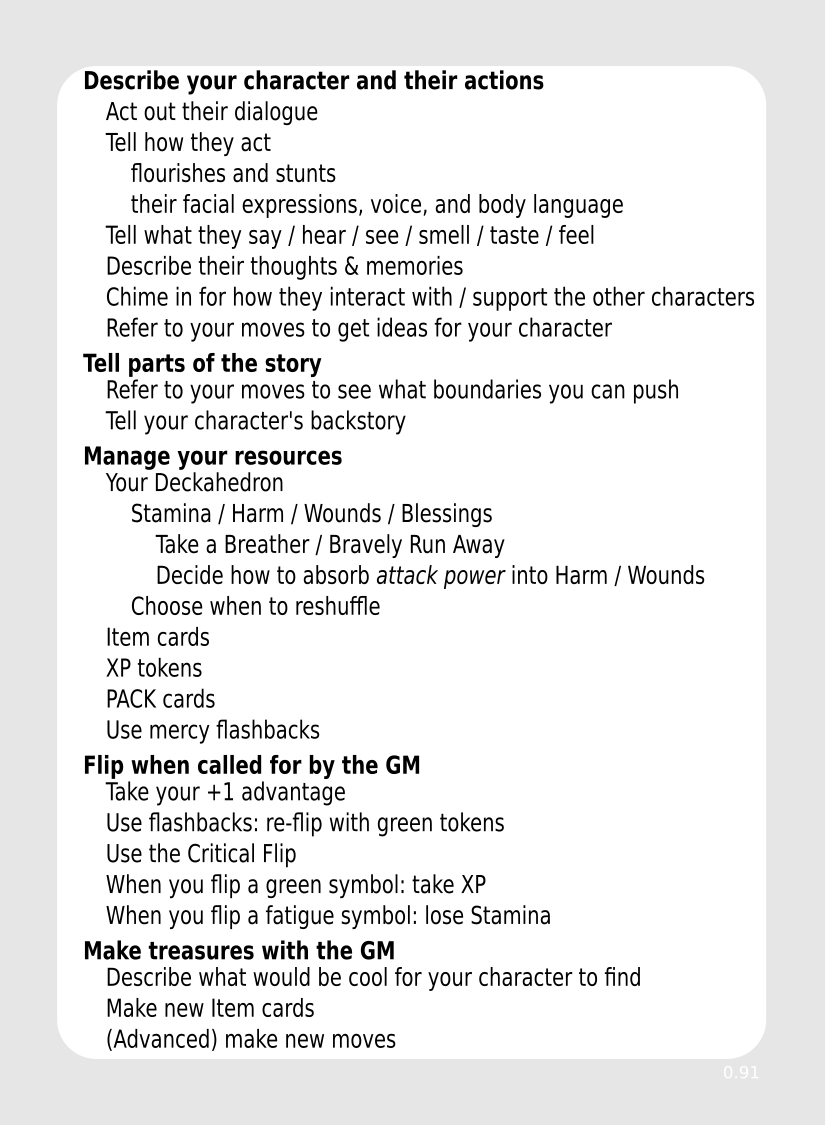 Describe your character and their actions
Act out their dialogue
Tell how they act
flourishes and stunts
their facial expressions, voice, and body language
Tell what they say / hear / see / smell / taste / feel
Describe their thoughts & memories
Chime in for how they interact with / support the other characters
Refer to your moves to get ideas for your character
Tell parts of the story
Refer to your moves to see what boundaries you can push
Tell your character's backstory
Manage your resources
Your Deckahedron
Stamina / Harm / Wounds / Blessings
Take a Breather / Bravely Run Away
Decide how to absorb attack power into Harm / Wounds
Choose when to reshuffle
Item cards
XP tokens
PACK cards
Use mercy flashbacks
Flip when called for by the GM
Take your +1 advantage
Use flashbacks: re-flip with green tokens
Use the Critical Flip
When you flip a green symbol: take XP
When you flip a fatigue symbol: lose Stamina
Make treasures with the GM
Describe what would be cool for your character to find
Make new Item cards
(Advanced) make new moves
0.91